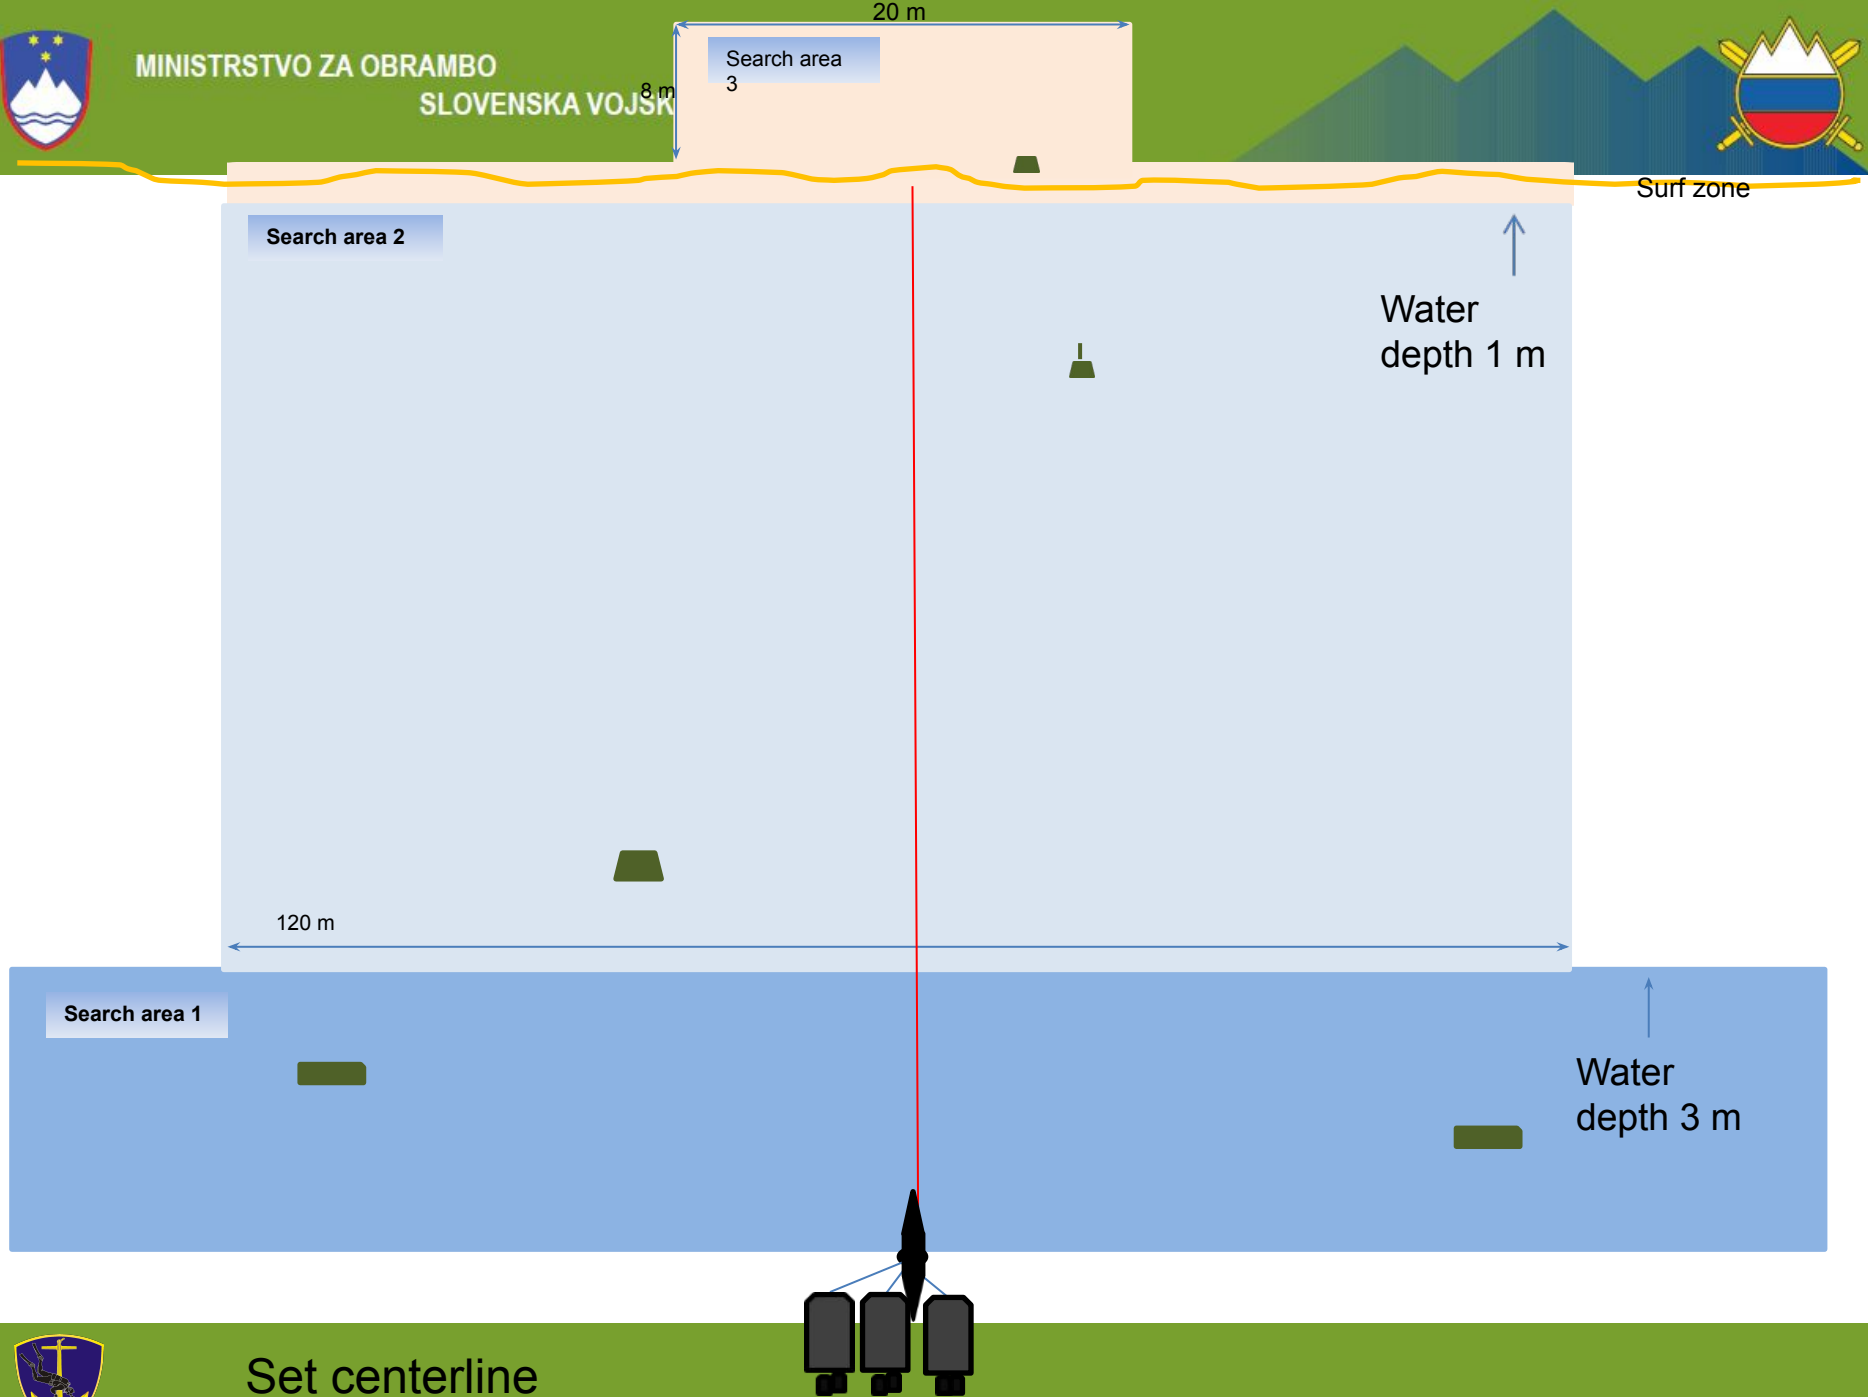 20 m
MINISTRSTVO ZA OBRAMBO
SLOVENSKA VOJSK
8 m
Search area
3
Surf zone
Search area 2
Water
depth 1 m
120 m
Search area 1
Water
depth 3 m
Set centerline